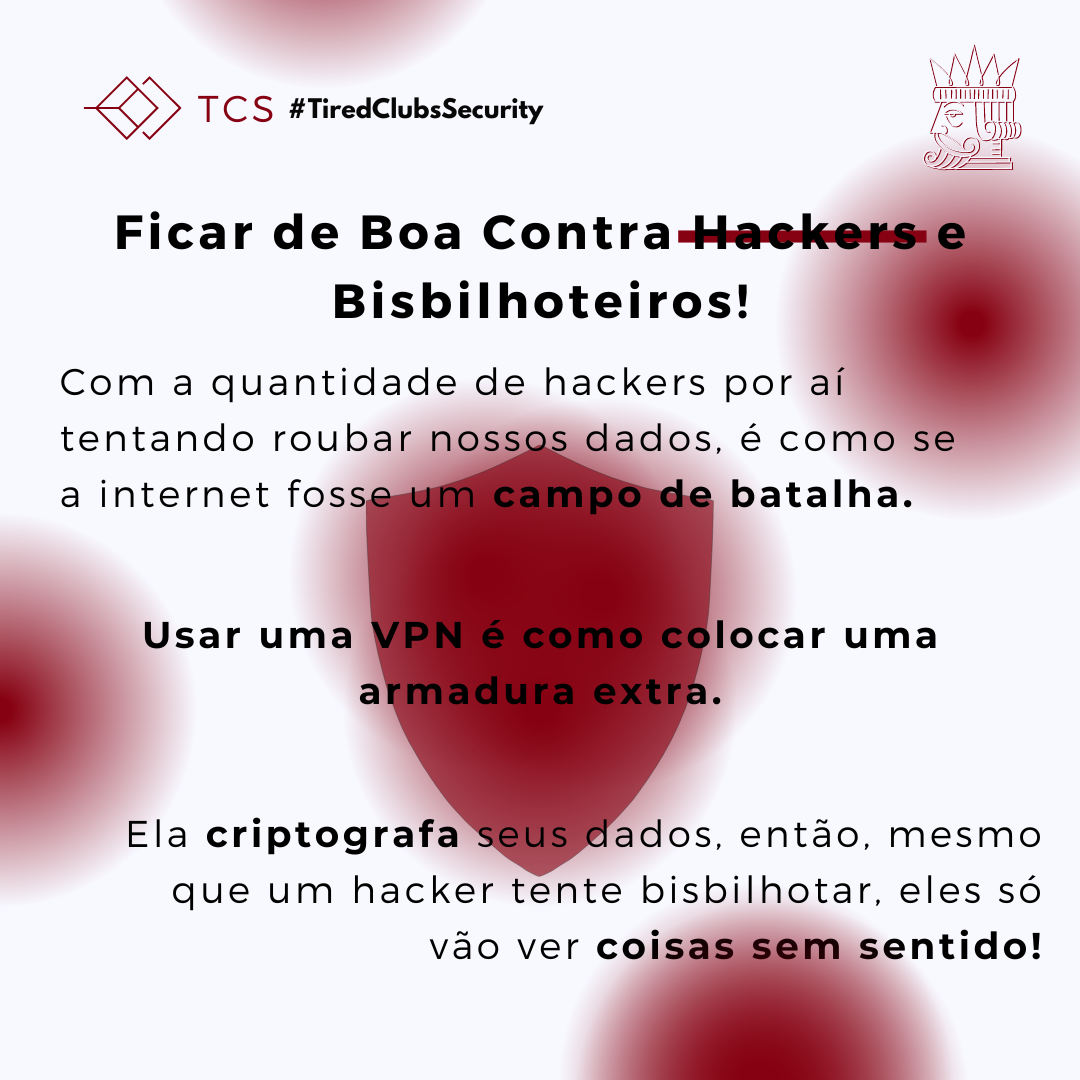 TCS #TiredClubsSecurity
Ficar de Boa Contra Hackers e
Bisbilhoteiros!
Com a quantidade de hackers por aí
tentando roubar nossos dados, é como se
a internet fosse um campo de batalha.
Usar uma VPN é como colocar uma
armadura extra.
Ela criptografa seus dados, então, mesmo
que um hacker tente bisbilhotar, eles só
vão ver coisas sem sentido!